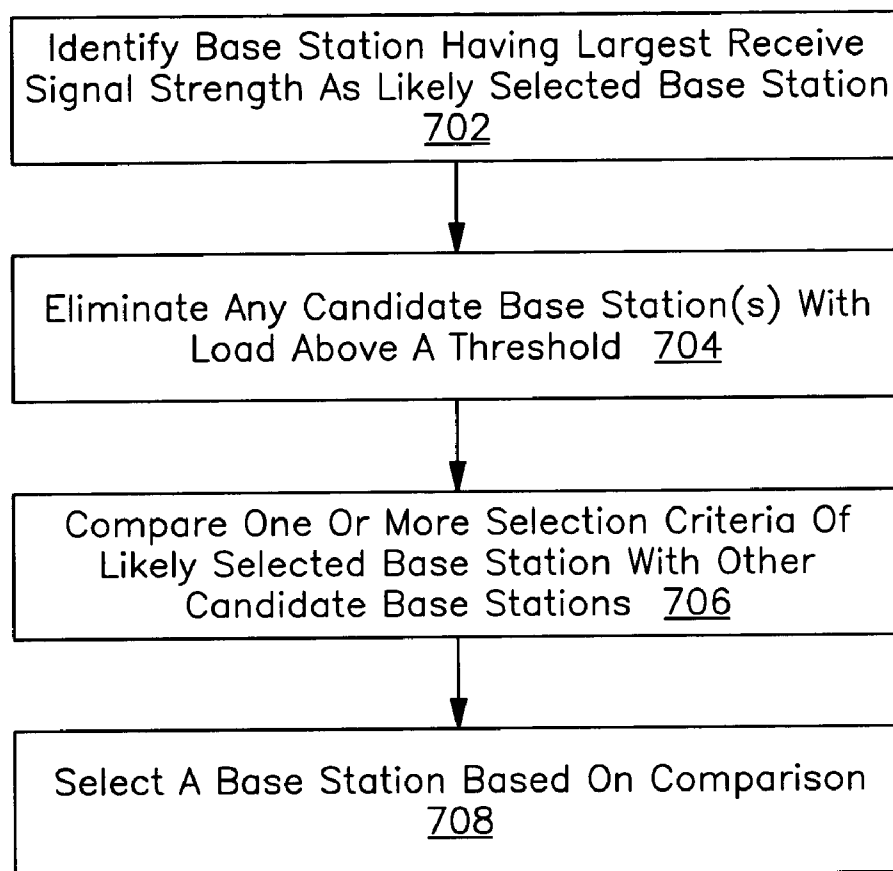 Identify Base Station Having Largest Receive
Signal Strength As Likely Selected Base Station
702
Eliminate Any Candidate Base Station(s) With
Load Above A Threshold 704
Compare One Or More Selection Criteria Of
Likely Selected Base Station With Other
Candidate Base Stations 706
Select A Base Station Based On Comparison
708